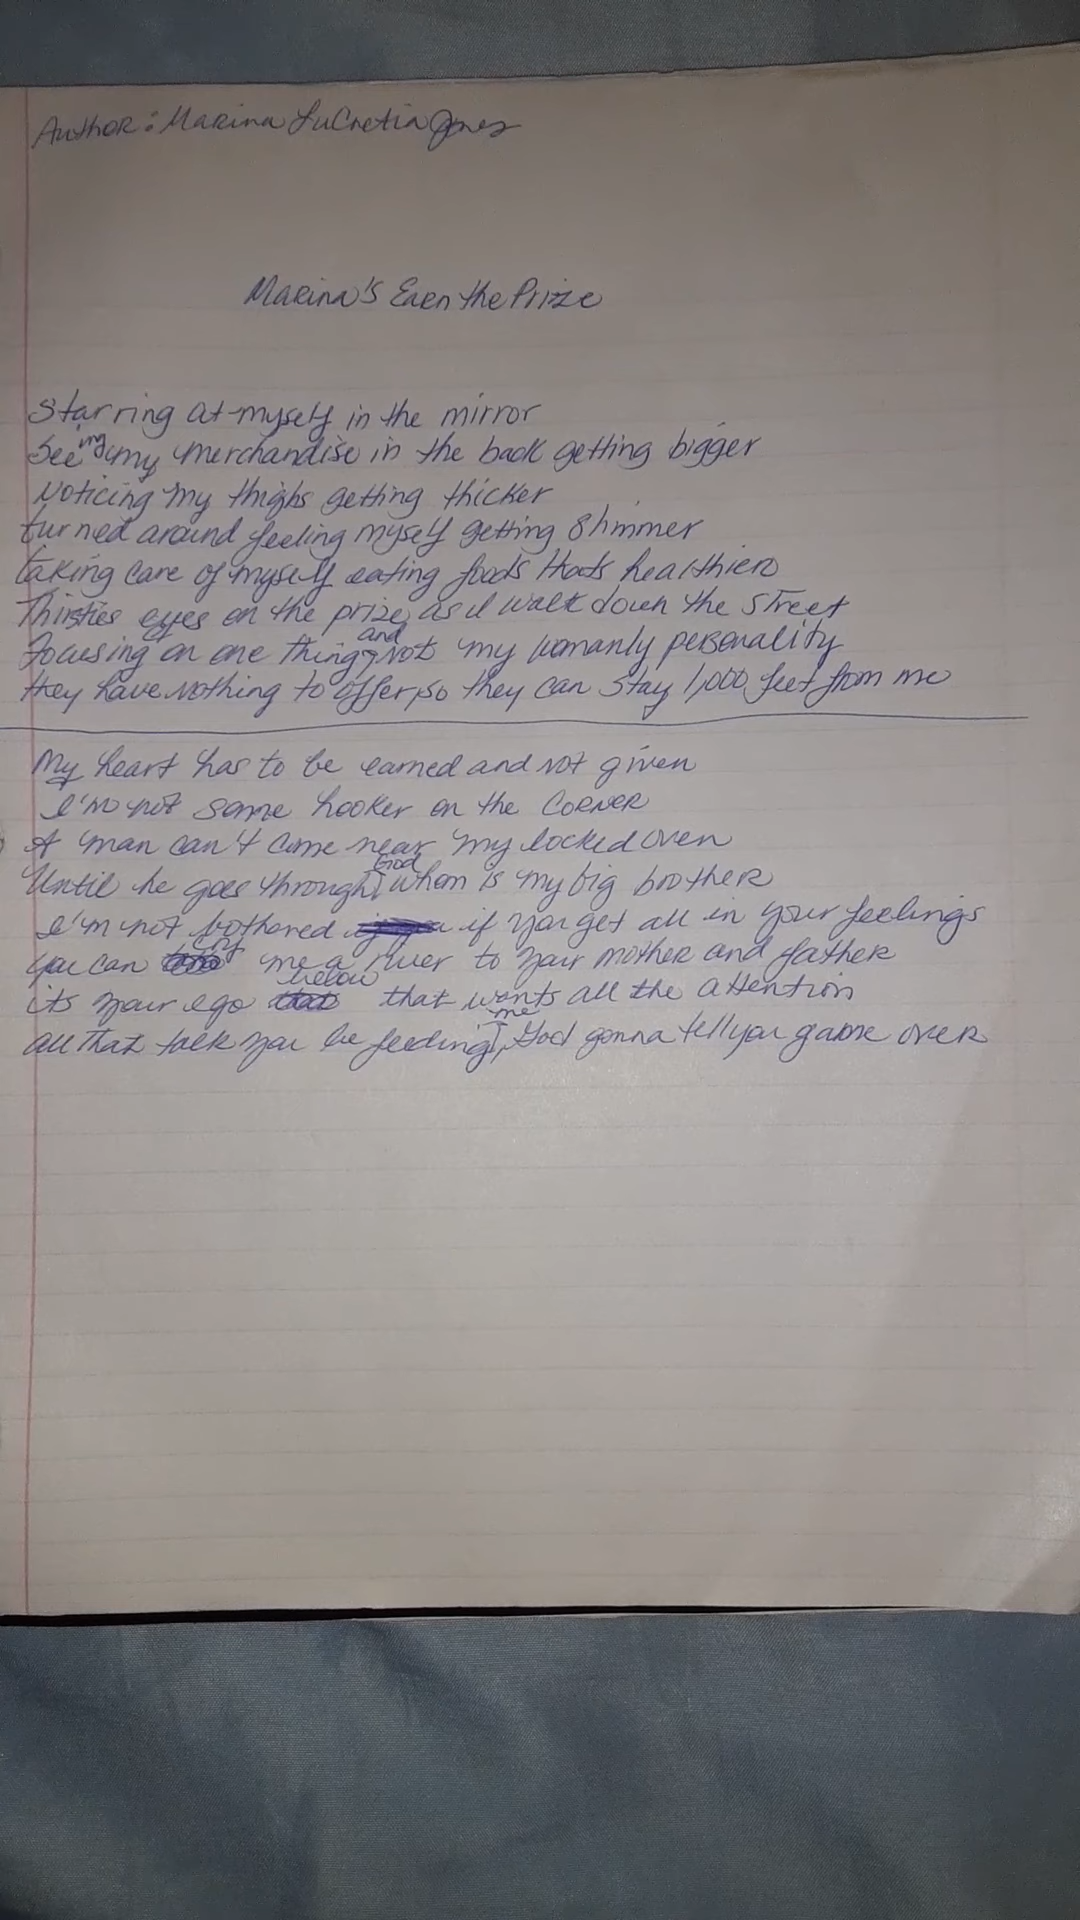 Author: Marina LuCretia Jones
Marina's Earn the Prize
Starring at myself in the mirror
Seeing my merchandise in the back getting bigger
Noticing my thighs getting thicker
turned around feeling myself getting shimmer
taking care of myself eating foods thats healthier
Thirsties eyes on the prize as I walk down the street
Focusing on one thing, and not my womanly personality
they have nothing to offer, so they can stay 1,000 feet from me
My heart has to be earned and not given
I'm not some hooker on the corner
A man can't come near my locked oven
Until he goes through God whom is my big brother
I'm not bothered if you get all in your feelings
you can cry me a river to your mother and father
its your ego below that wants all the attention
all that talk you be feeding me, God gonna tell you game over